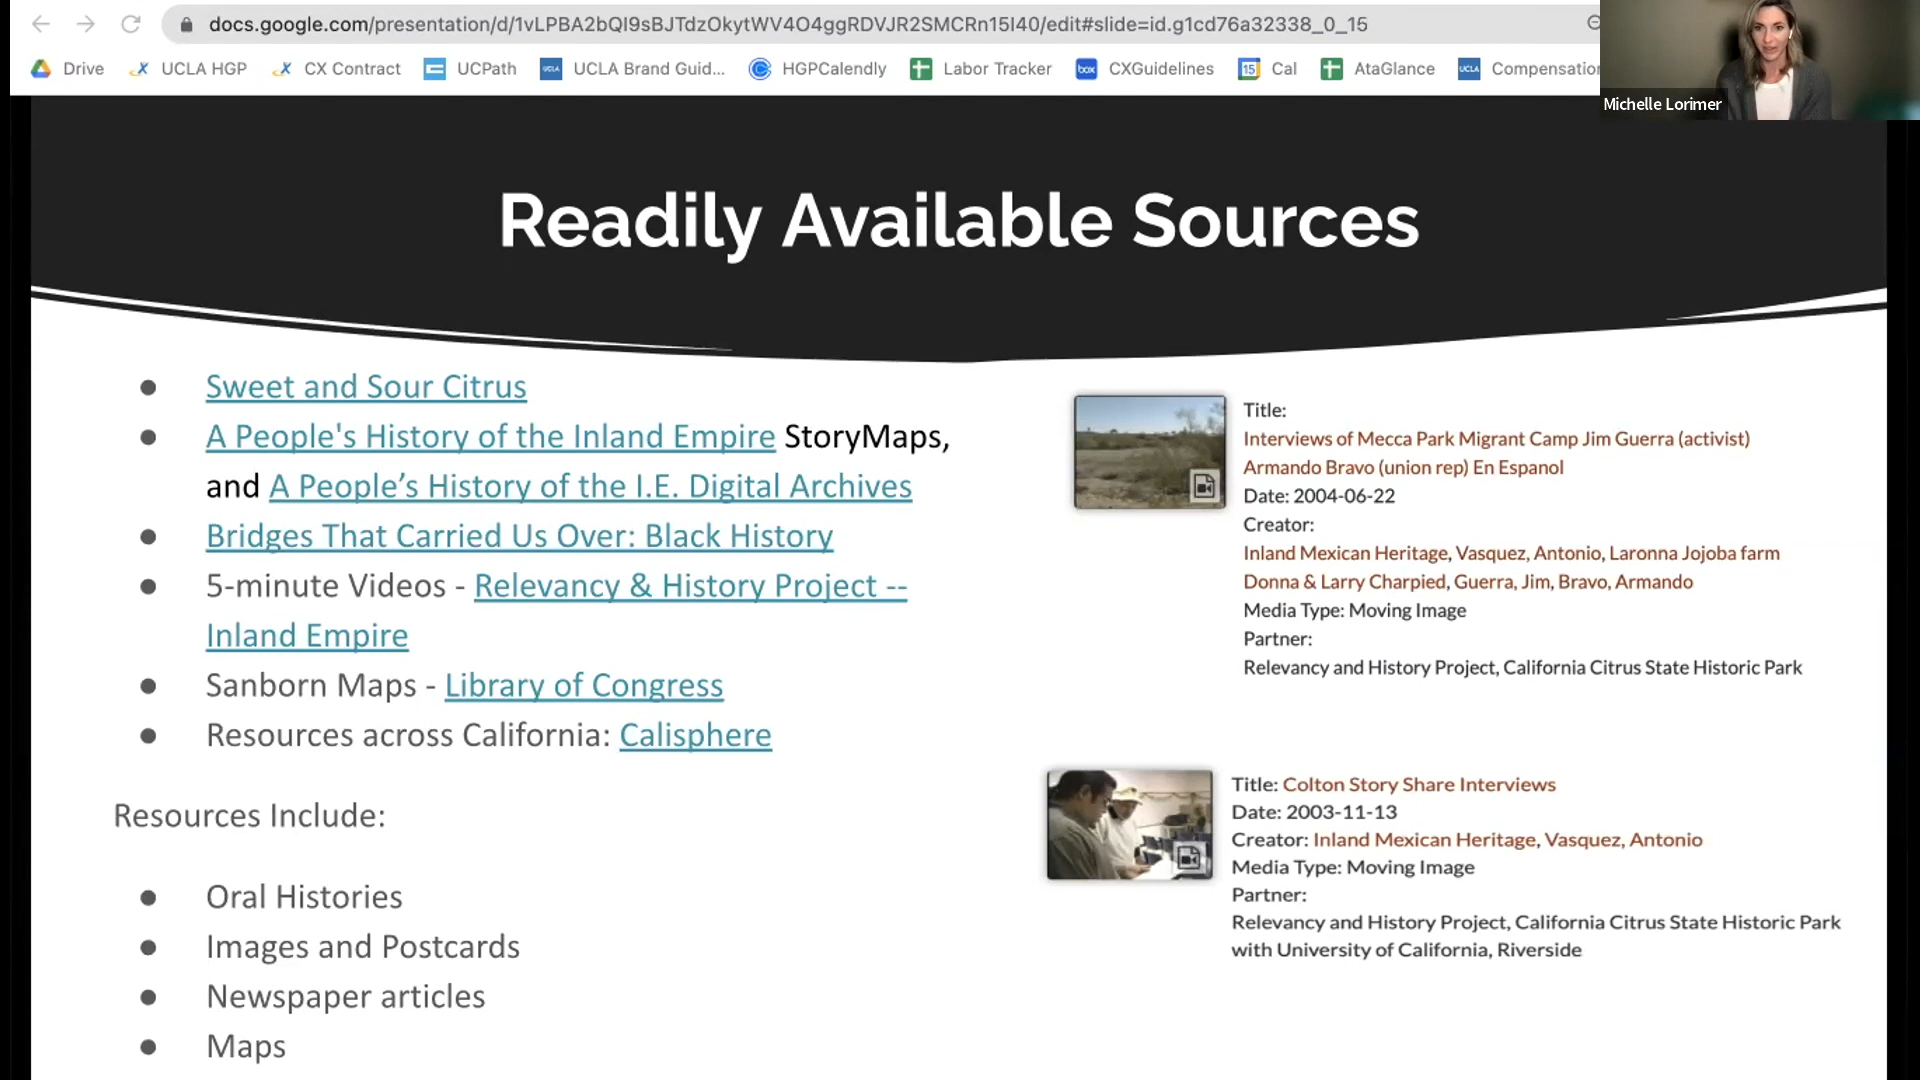 docs.google.com/presentation/d/1vLPBA2bQI9sBJTdzOkytWV4O4ggRDVJR2SMCRn15I40/edit#slide=id.g1cd76a32338_0_15
Drive UCLA HGP CX Contract UCPath UCLA UCLA Brand Guid... HGPCalendly Labor Tracker box CXGuidelines 15 Cal AtaGlance UCLA Compensation
Michelle Lorimer
Readily Available Sources
● Sweet and Sour Citrus
● A People's History of the Inland Empire StoryMaps,
and A People’s History of the I.E. Digital Archives
● Bridges That Carried Us Over: Black History
● 5-minute Videos - Relevancy & History Project --
Inland Empire
● Sanborn Maps - Library of Congress
● Resources across California: Calisphere
Resources Include:
● Oral Histories
● Images and Postcards
● Newspaper articles
● Maps
Title:
Interviews of Mecca Park Migrant Camp Jim Guerra (activist)
Armando Bravo (union rep) En Espanol
Date: 2004-06-22
Creator:
Inland Mexican Heritage, Vasquez, Antonio, Laronna Jojoba farm
Donna & Larry Charpied, Guerra, Jim, Bravo, Armando
Media Type: Moving Image
Partner:
Relevancy and History Project, California Citrus State Historic Park
Title: Colton Story Share Interviews
Date: 2003-11-13
Creator: Inland Mexican Heritage, Vasquez, Antonio
Media Type: Moving Image
Partner:
Relevancy and History Project, California Citrus State Historic Park
with University of California, Riverside